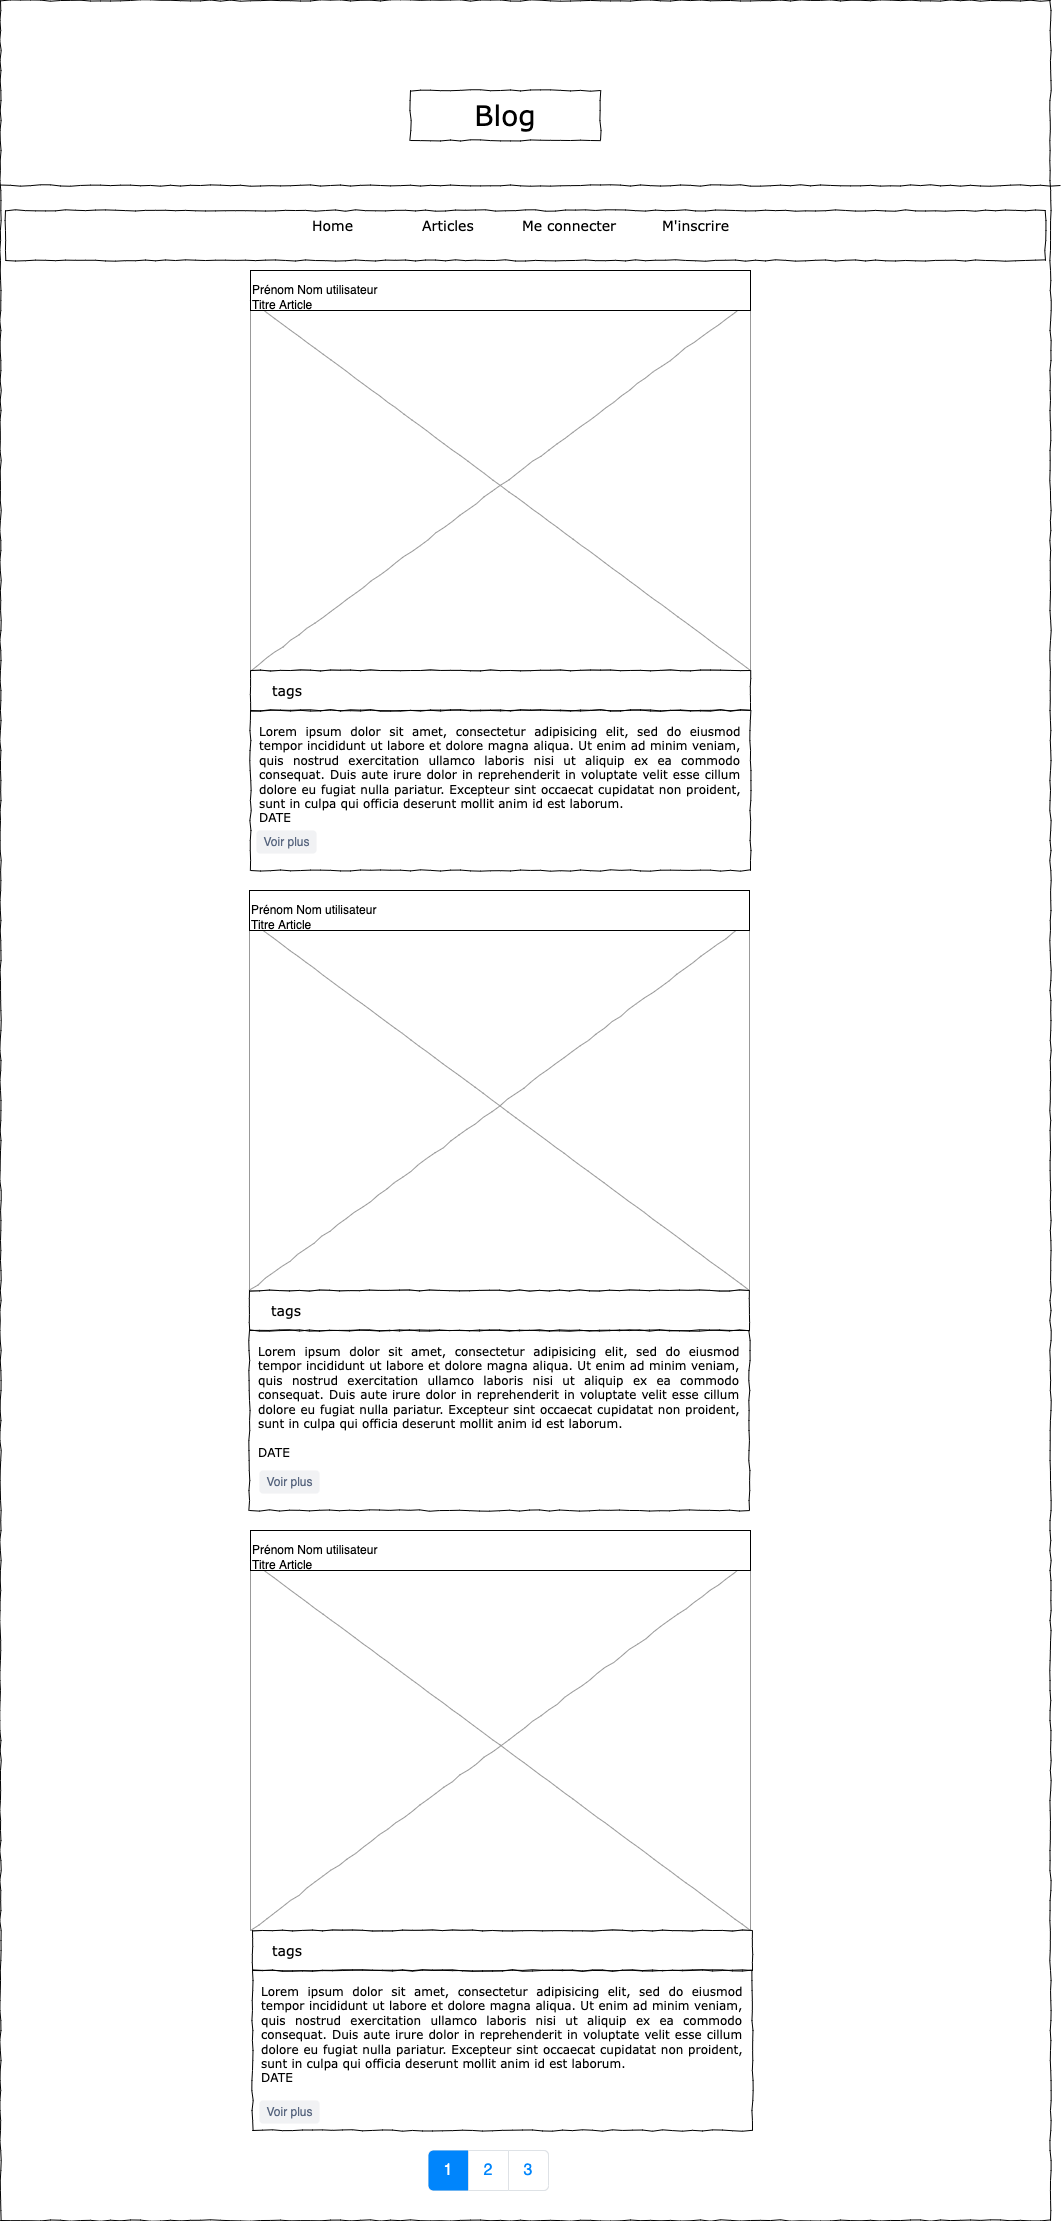 Blog
Home Articles Me connecter M'inscrire
Prénom Nom utilisateur
Titre Article
tags
Lorem ipsum dolor sit amet, consectetur adipisicing elit, sed do eiusmod
tempor incididunt ut labore et dolore magna aliqua. Ut enim ad minim veniam,
quis nostrud exercitation ullamco laboris nisi ut aliquip ex ea commodo
consequat. Duis aute irure dolor in reprehenderit in voluptate velit esse cillum
dolore eu fugiat nulla pariatur. Excepteur sint occaecat cupidatat non proident,
sunt in culpa qui officia deserunt mollit anim id est laborum.
DATE
Voir plus
Prénom Nom utilisateur
Titre Article
tags
Lorem ipsum dolor sit amet, consectetur adipisicing elit, sed do eiusmod
tempor incididunt ut labore et dolore magna aliqua. Ut enim ad minim veniam,
quis nostrud exercitation ullamco laboris nisi ut aliquip ex ea commodo
consequat. Duis aute irure dolor in reprehenderit in voluptate velit esse cillum
dolore eu fugiat nulla pariatur. Excepteur sint occaecat cupidatat non proident,
sunt in culpa qui officia deserunt mollit anim id est laborum.
DATE
Voir plus
Prénom Nom utilisateur
Titre Article
tags
Lorem ipsum dolor sit amet, consectetur adipisicing elit, sed do eiusmod
tempor incididunt ut labore et dolore magna aliqua. Ut enim ad minim veniam,
quis nostrud exercitation ullamco laboris nisi ut aliquip ex ea commodo
consequat. Duis aute irure dolor in reprehenderit in voluptate velit esse cillum
dolore eu fugiat nulla pariatur. Excepteur sint occaecat cupidatat non proident,
sunt in culpa qui officia deserunt mollit anim id est laborum.
DATE
Voir plus
1 2 3